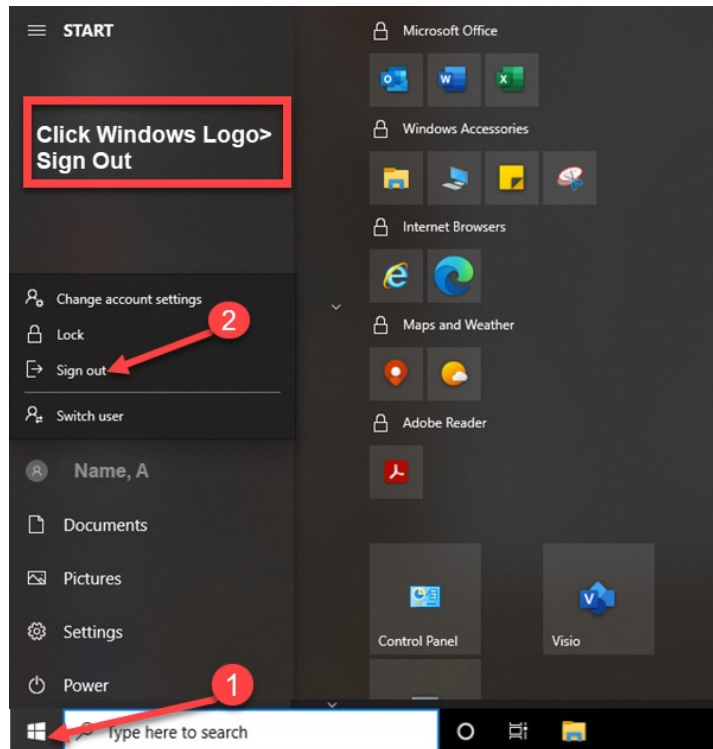 START
Click Windows Logo>
Sign Out
Change account settings
2
Lock
Sign out
Switch user
Name, A
Documents
Pictures
Settings
Power
1
Type here to search
Microsoft Office
Windows Accessories
Internet Browsers
Maps and Weather
Adobe Reader
Control Panel
Visio